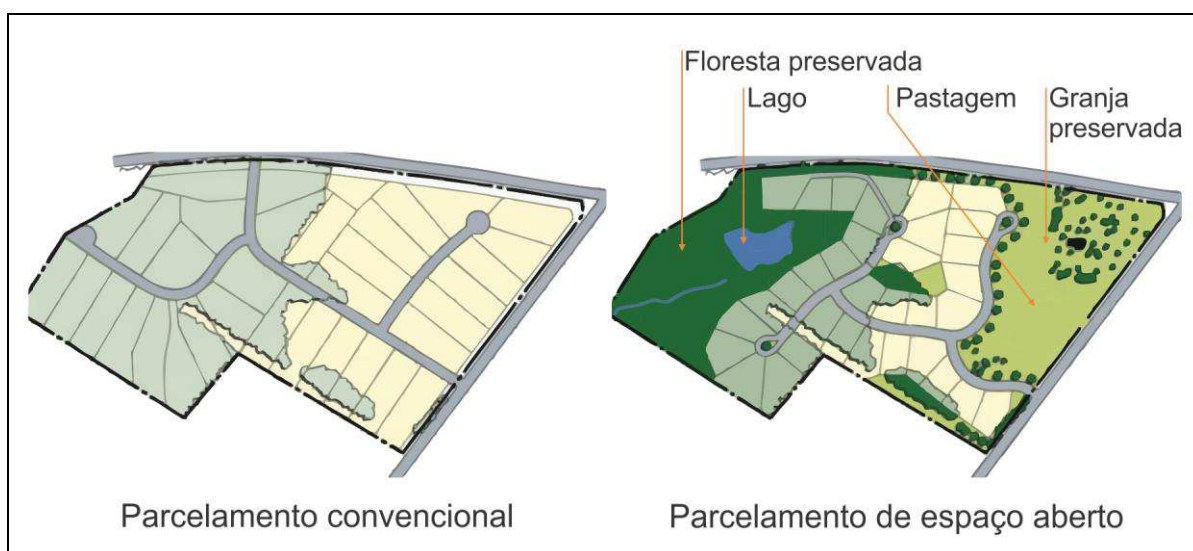 Floresta preservada
Lago
Pastagem
Granja
preservada
Parcelamento convencional
Parcelamento de espaço aberto